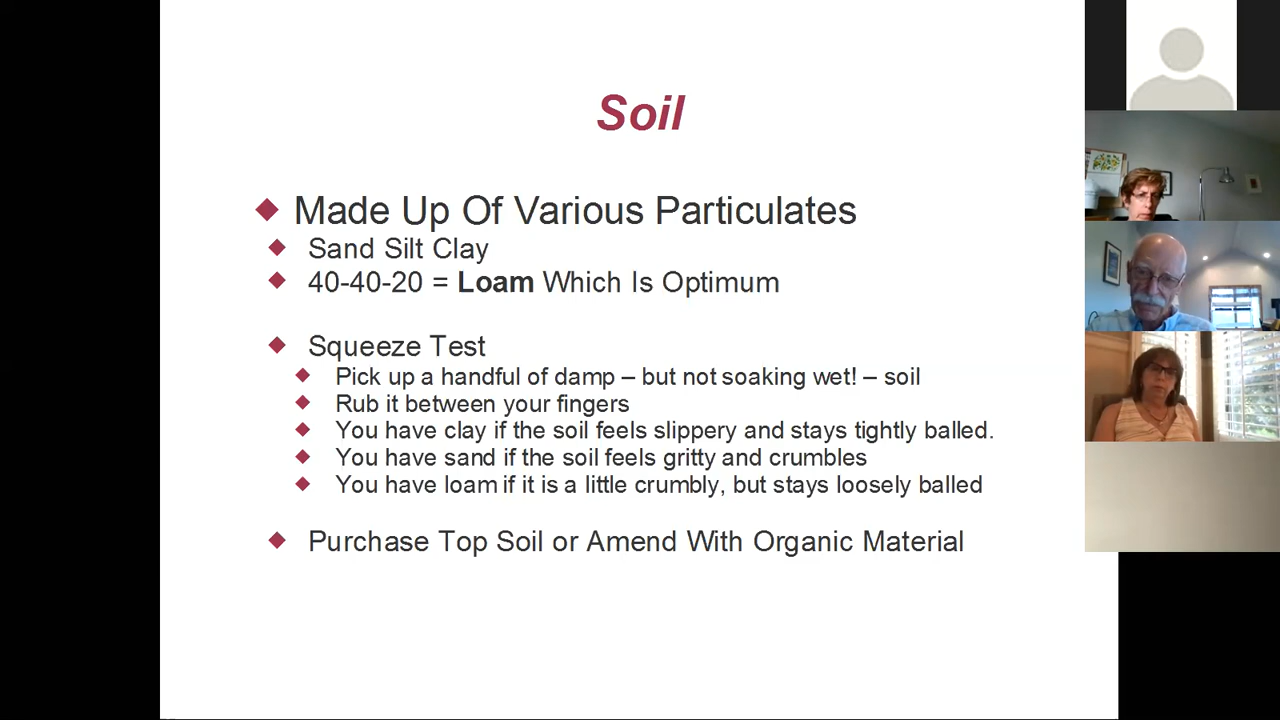 Soil
Made Up Of Various Particulates
Sand Silt Clay
40-40-20 = Loam Which Is Optimum
Squeeze Test
Pick up a handful of damp – but not soaking wet! – soil
Rub it between your fingers
You have clay if the soil feels slippery and stays tightly balled.
You have sand if the soil feels gritty and crumbles
You have loam if it is a little crumbly, but stays loosely balled
Purchase Top Soil or Amend With Organic Material